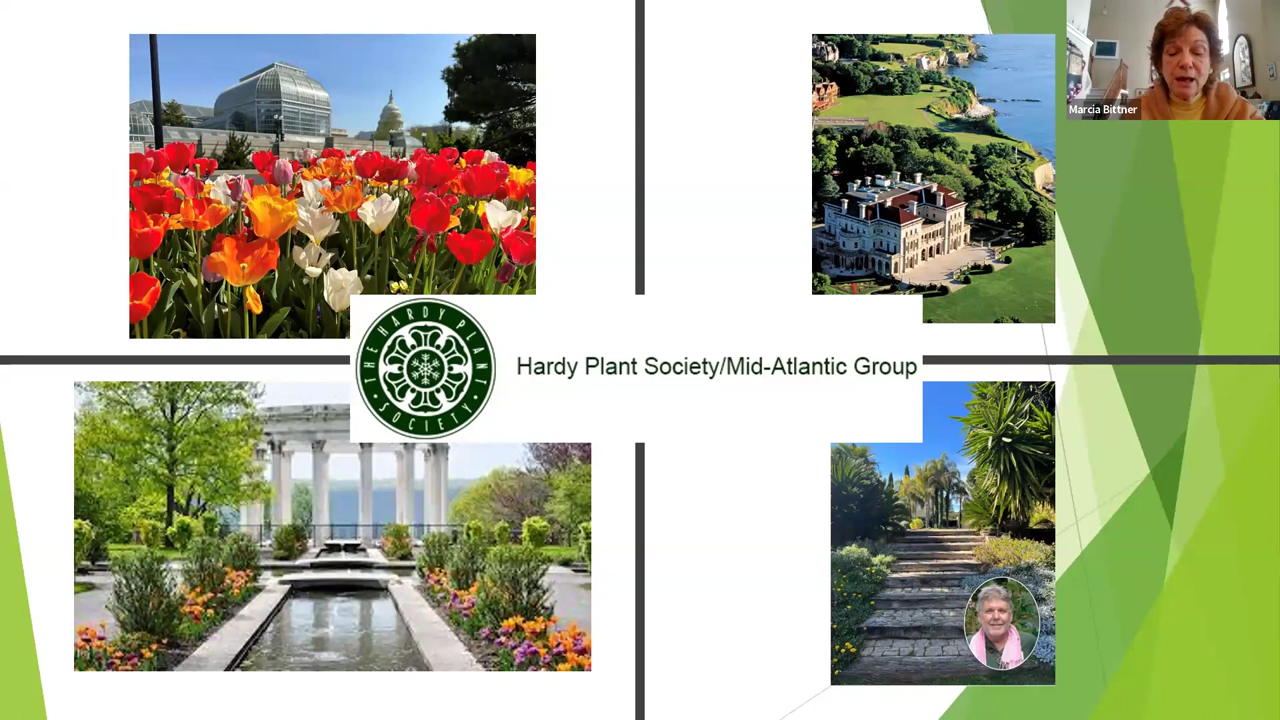 Marcia Bittner
THE HARDY PLANT
• SOCIETY •
Hardy Plant Society/Mid-Atlantic Group